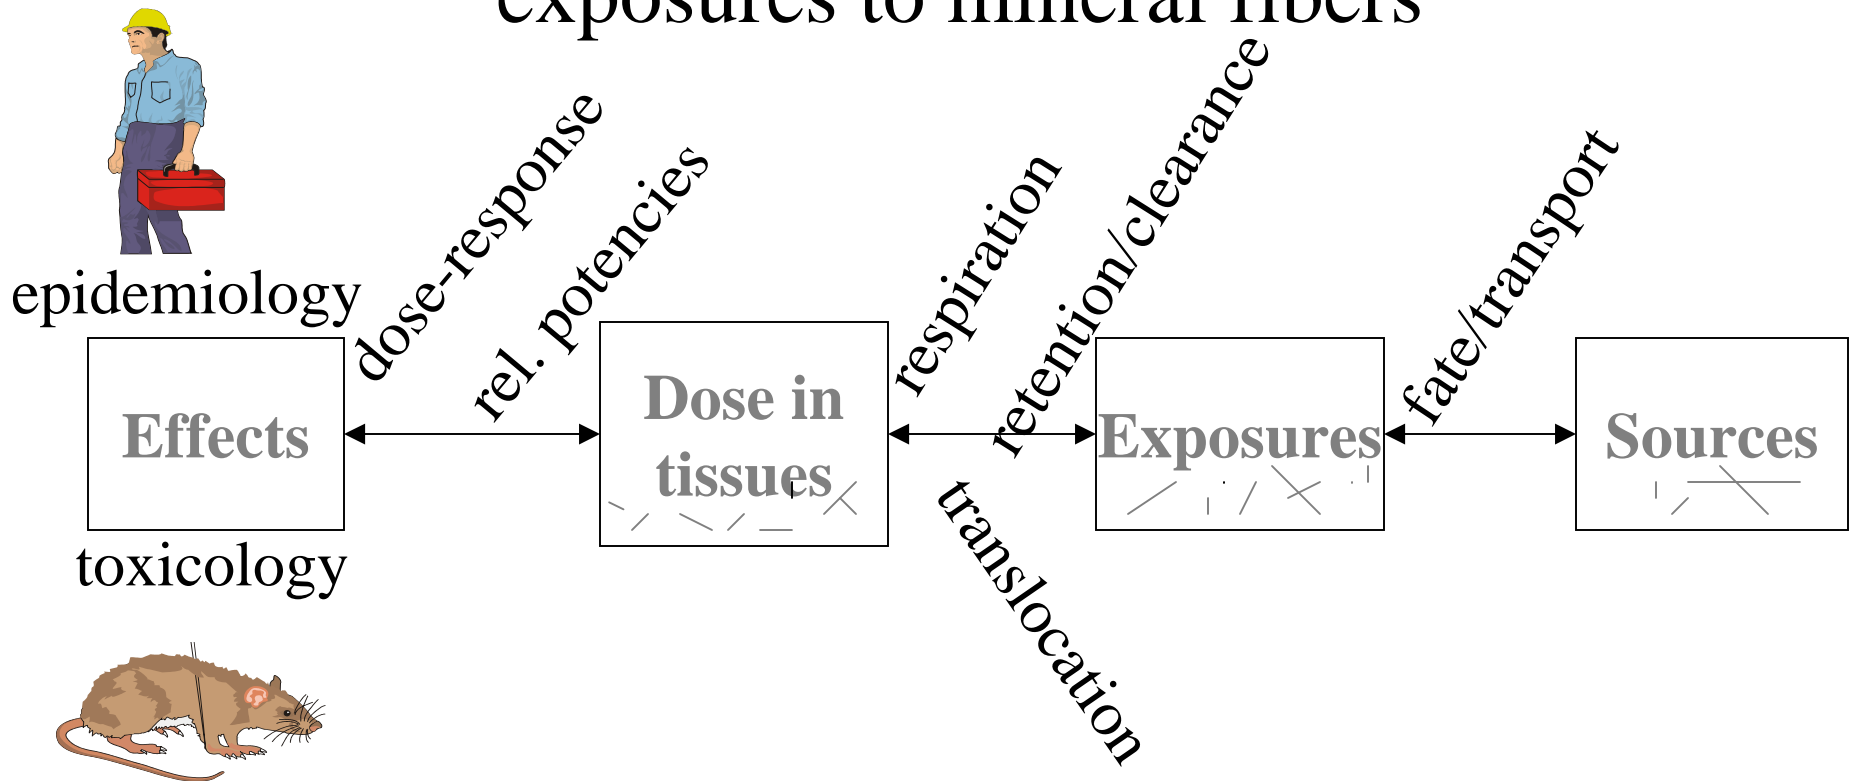 exposures to mineral fibers
epidemiology
dose-response
rel. potencies
respiration
retention/clearance
fate/transport
Effects
Dose in
tissues
Exposures
Sources
toxicology
translocation